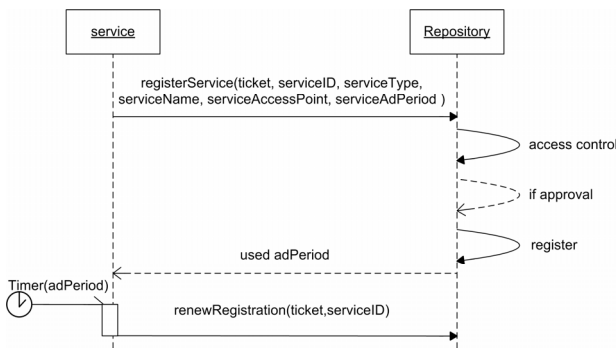 service
Repository
registerService(ticket, serviceID, serviceType,
serviceName, serviceAccessPoint, serviceAdPeriod )
access control
if approval
register
used adPeriod
Timer(adPeriod)
renewRegistration(ticket,serviceID)